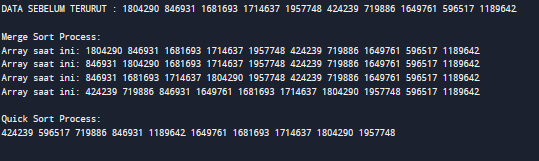 DATA SEBELUM TERURUT : 1804290 846931 1681693 1714637 1957748 424239 719886 1649761 596517 1189642
Merge Sort Process:
Array saat ini: 1804290 846931 1681693 1714637 1957748 424239 719886 1649761 596517 1189642
Array saat ini: 846931 1804290 1681693 1714637 1957748 424239 719886 1649761 596517 1189642
Array saat ini: 846931 1681693 1714637 1804290 1957748 424239 719886 1649761 596517 1189642
Array saat ini: 424239 719886 846931 1649761 1681693 1714637 1804290 1957748 596517 1189642
Quick Sort Process:
424239 596517 719886 846931 1189642 1649761 1681693 1714637 1804290 1957748